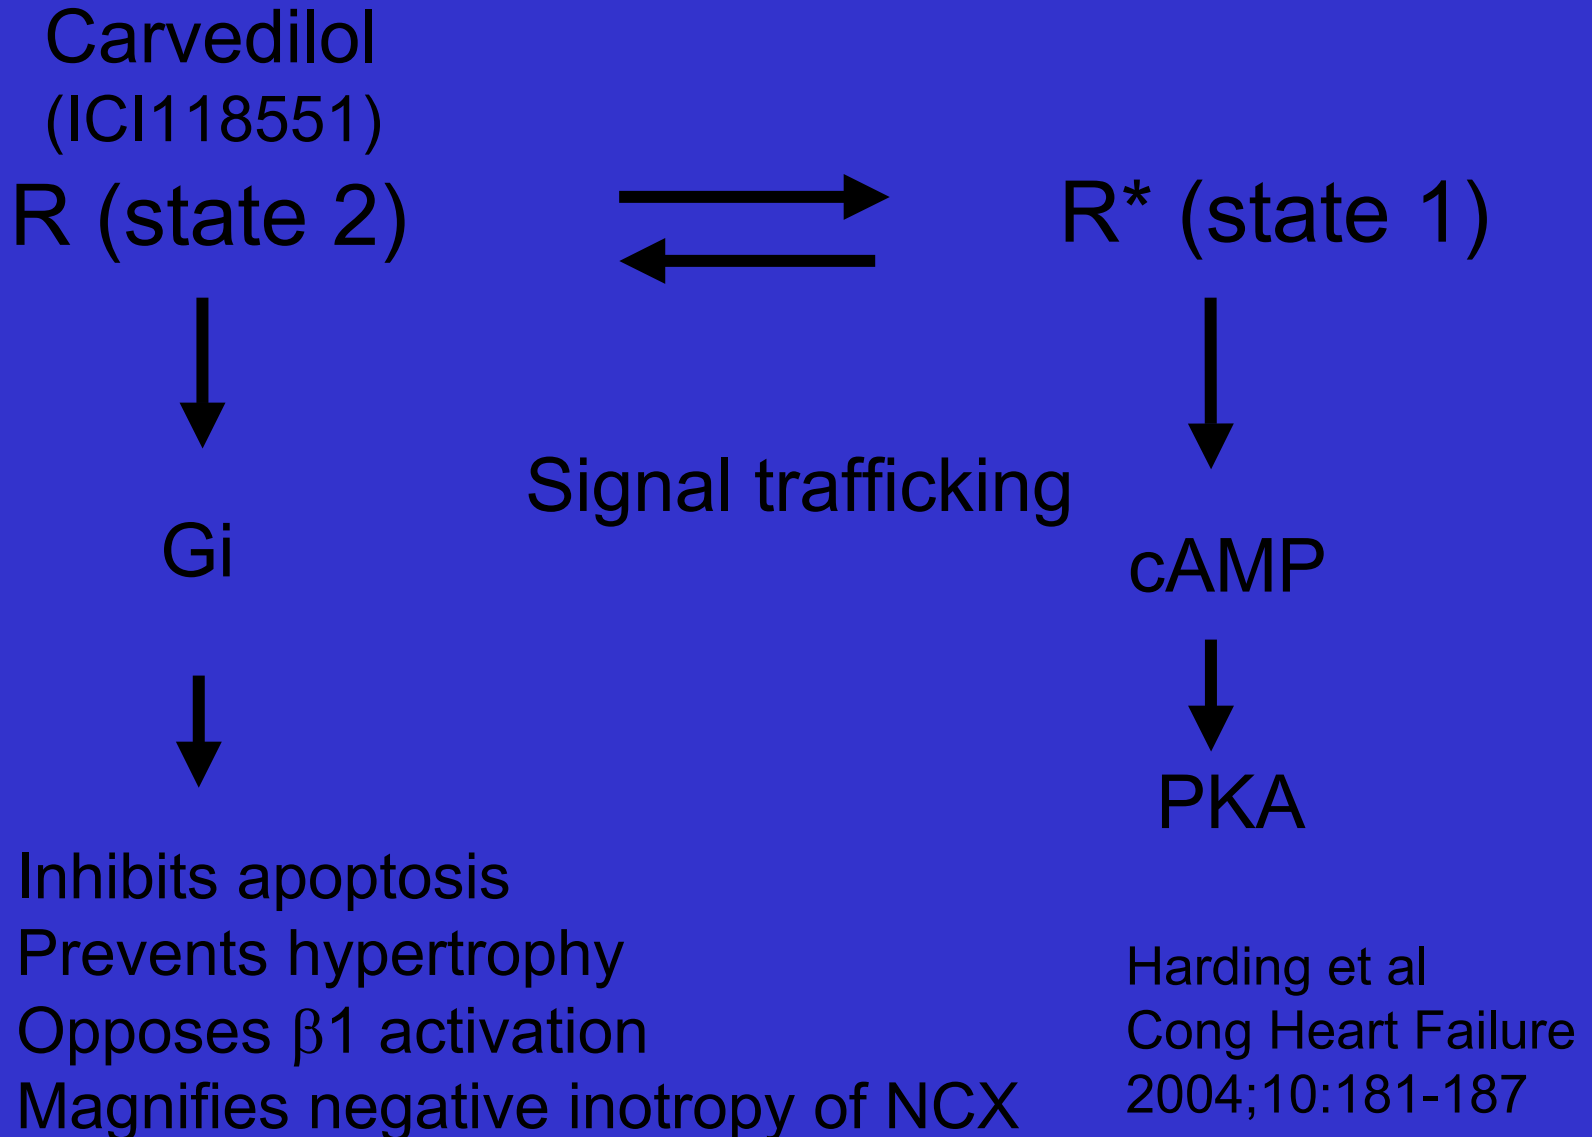 Carvedilol
(ICI118551)
R (state 2)
R* (state 1)
Signal trafficking
Gi
cAMP
PKA
Inhibits apoptosis
Prevents hypertrophy
Opposes β1 activation
Magnifies negative inotropy of NCX
Harding et al
Cong Heart Failure
2004;10:181-187